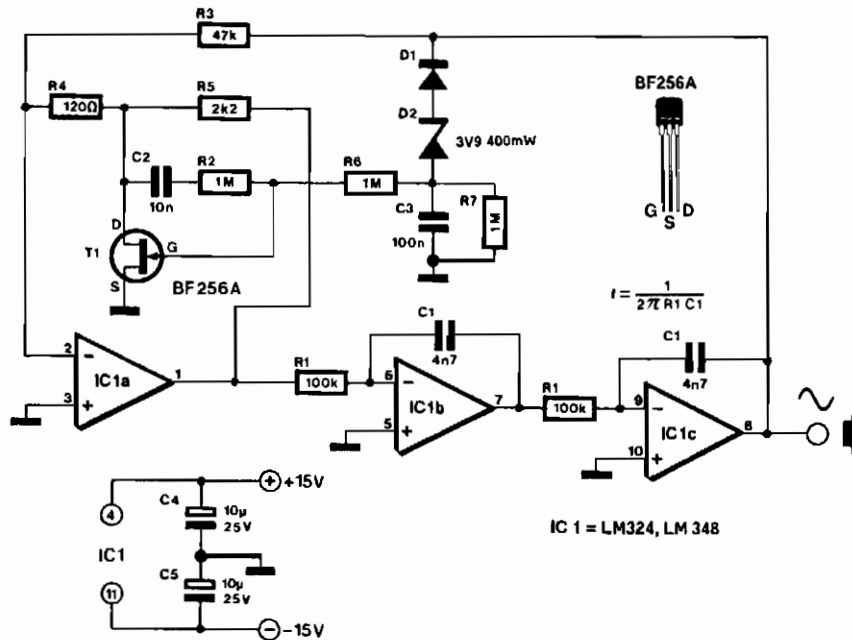 R3
47k
D1
BF256A
R4
120Ω
R5
2k2
D2
3V9 400mW
C2
10n
R2
1M
R6
1M
R7
1M
C3
100n
G S D
D
T1
G
S
BF256A
f = 1 / 2π R1 C1
C1
4n7
C1
4n7
2
−
IC1a
1
3
+
R1
100k
6
−
IC1b
7
5
+
R1
100k
9
−
IC1c
8
10
+
4
IC1
11
C4
10µ
25V
C5
10µ
25V
+ +15V
− −15V
IC 1 = LM324, LM 348